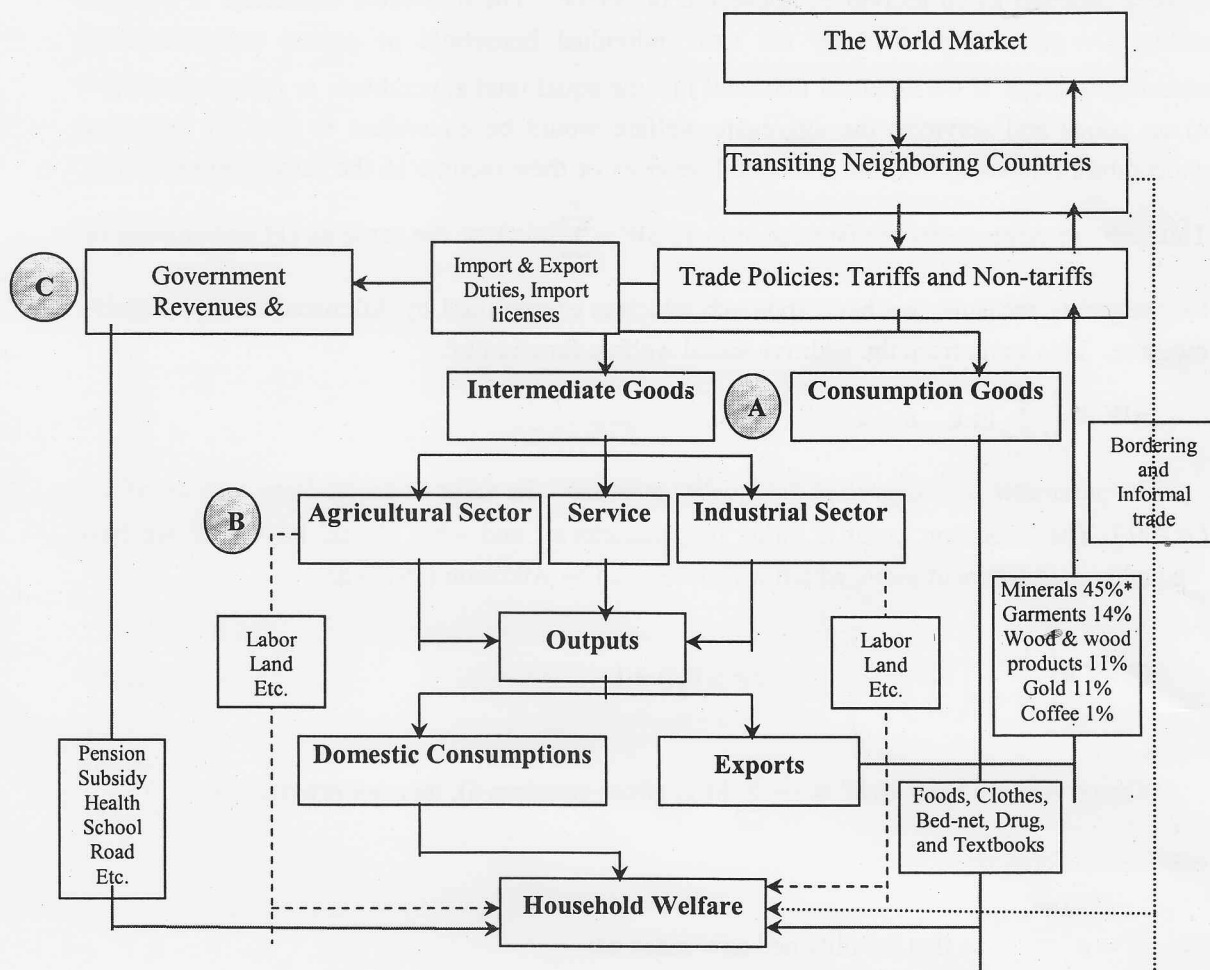 The World Market
Transiting Neighboring Countries
C
Government
Revenues &
Import & Export
Duties, Import
licenses
Trade Policies: Tariffs and Non-tariffs
Intermediate Goods
A
Consumption Goods
Bordering
and
Informal
trade
B
Agricultural Sector
Service
Industrial Sector
Minerals 45%*
Garments 14%
Wood & wood
products 11%
Gold 11%
Coffee 1%
Labor
Land
Etc.
Outputs
Labor
Land
Etc.
Domestic Consumptions
Exports
Pension
Subsidy
Health
School
Road
Etc.
Foods, Clothes,
Bed-net, Drug,
and Textbooks
Household Welfare